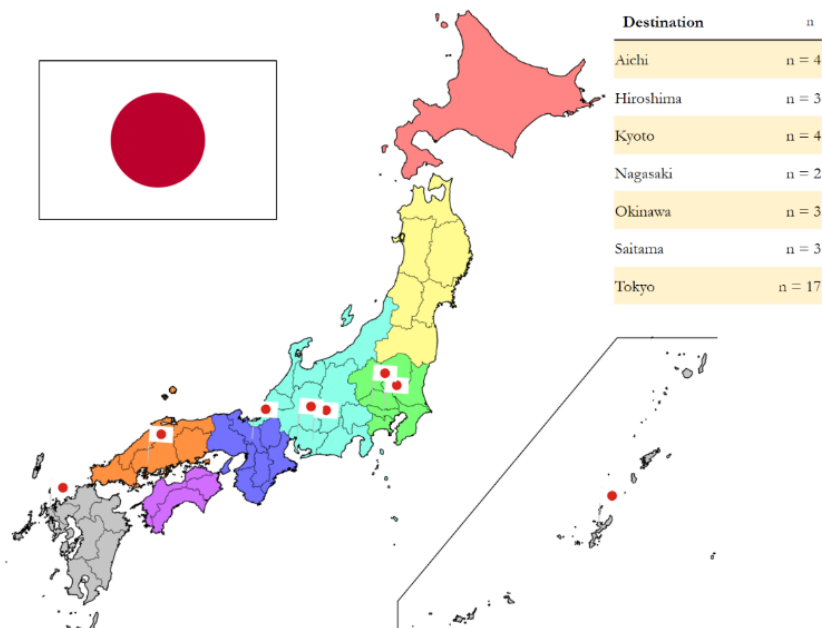 Destination n
Aichi n = 4
Hiroshima n = 3
Kyoto n = 4
Nagasaki n = 2
Okinawa n = 3
Saitama n = 3
Tokyo n = 17